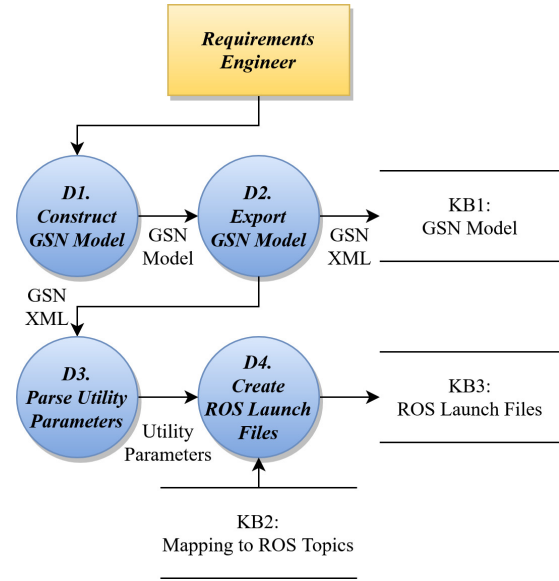 Requirements
Engineer
D1.
Construct
GSN Model
GSN
Model
D2.
Export
GSN Model
GSN
XML
KB1:
GSN Model
GSN
XML
D3.
Parse Utility
Parameters
Utility
Parameters
D4.
Create
ROS Launch
Files
KB3:
ROS Launch Files
KB2:
Mapping to ROS Topics